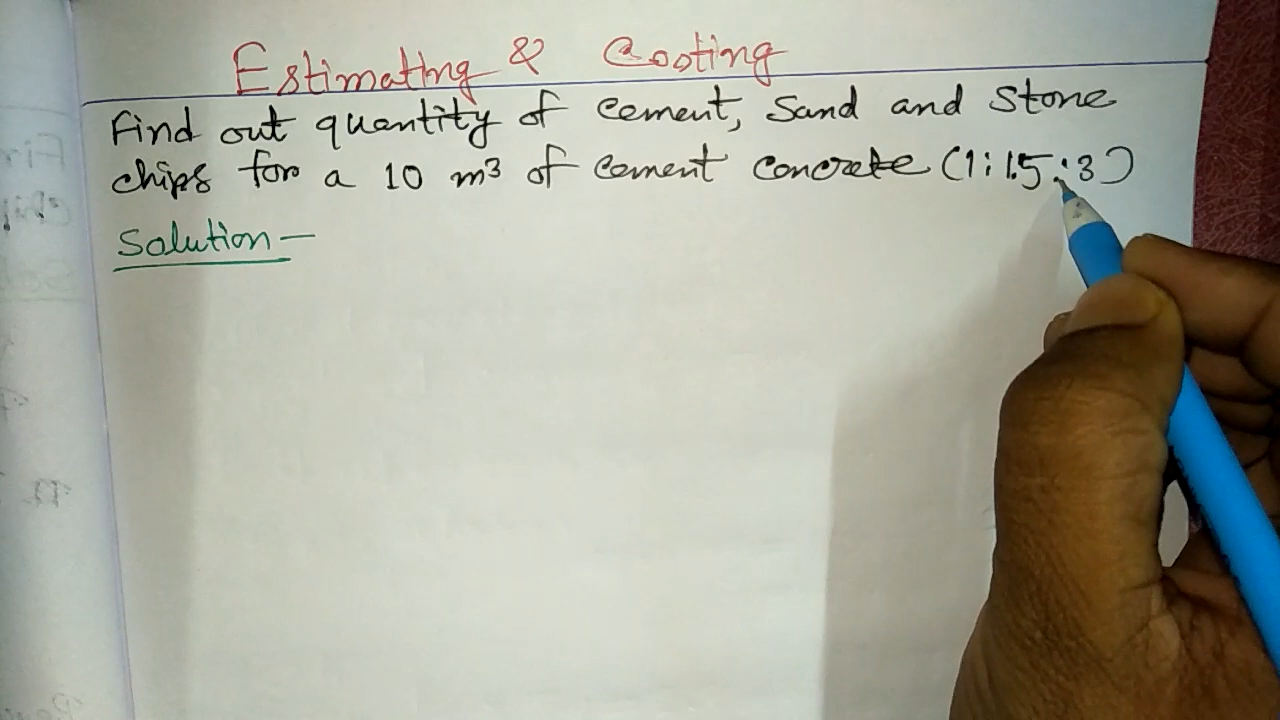 Estimating & Costing
Find out quantity of cement, sand and stone
chips for a 10 m³ of cement concrete (1:1.5:3)
Solution—